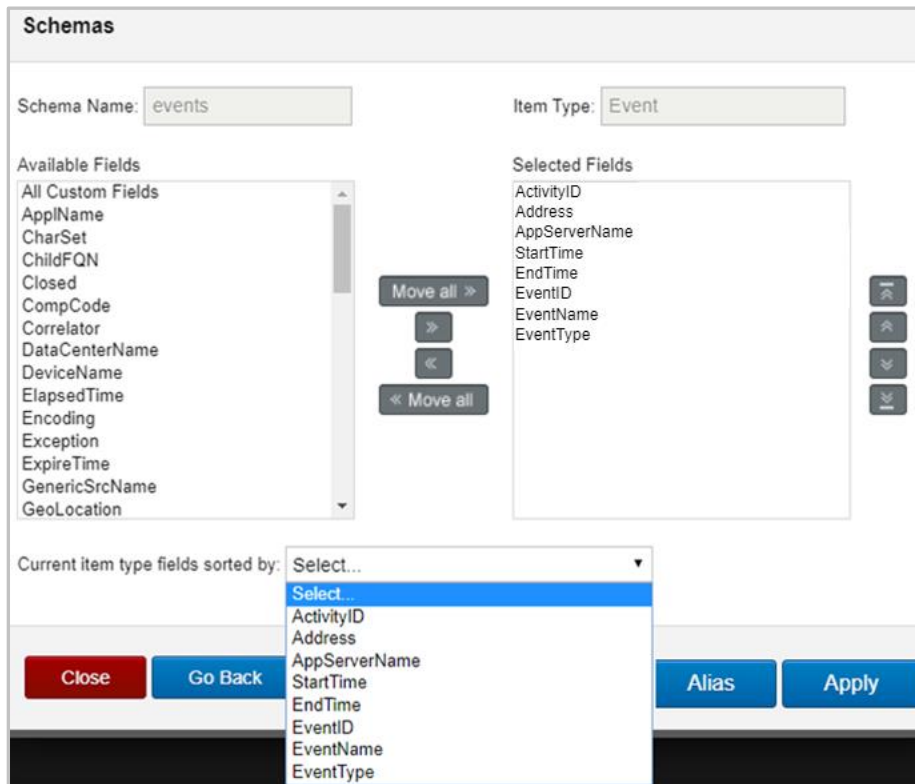 Schemas
Schema Name: events
Item Type: Event
Available Fields
All Custom Fields
ApplName
CharSet
ChildFQN
Closed
CompCode
Correlator
DataCenterName
DeviceName
ElapsedTime
Encoding
Exception
ExpireTime
GenericSrcName
GeoLocation
Move all »
»
«
« Move all
Selected Fields
ActivityID
Address
AppServerName
StartTime
EndTime
EventID
EventName
EventType
Current item type fields sorted by: Select...
Select...
ActivityID
Address
AppServerName
StartTime
EndTime
EventID
EventName
EventType
Close
Go Back
Alias
Apply